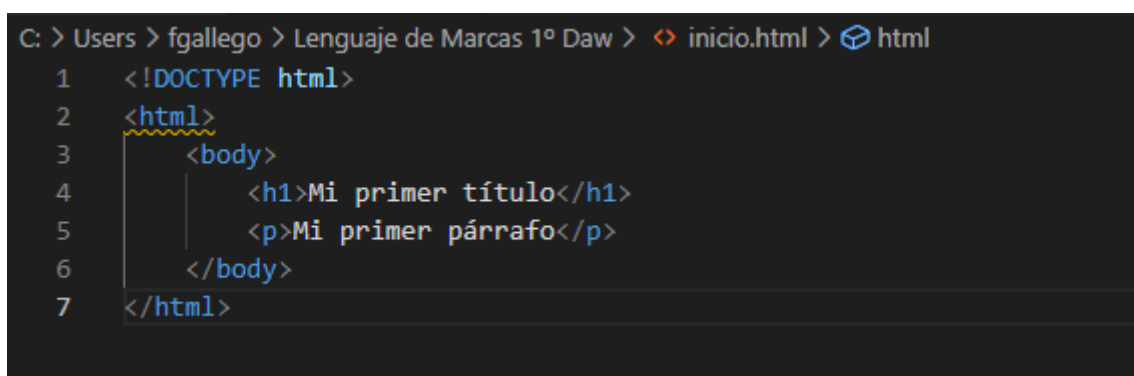 C: > Users > fgallego > Lenguaje de Marcas 1º Daw > <> inicio.html > html
1 <!DOCTYPE html>
2 <html>
3 <body>
4 <h1>Mi primer título</h1>
5 <p>Mi primer párrafo</p>
6 </body>
7 </html>